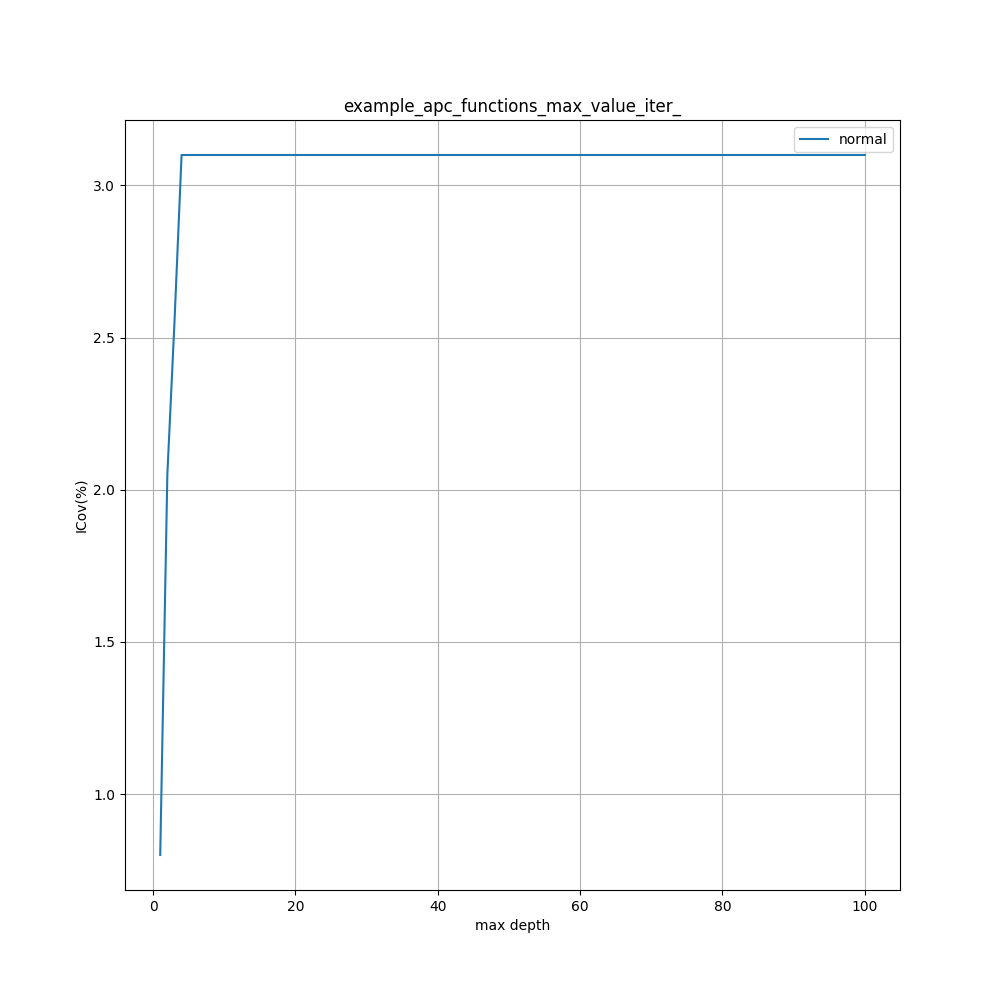 example_apc_functions_max_value_iter_
normal
3.0
2.5
2.0
1.5
1.0
ICov(%)
0 20 40 60 80 100
max depth